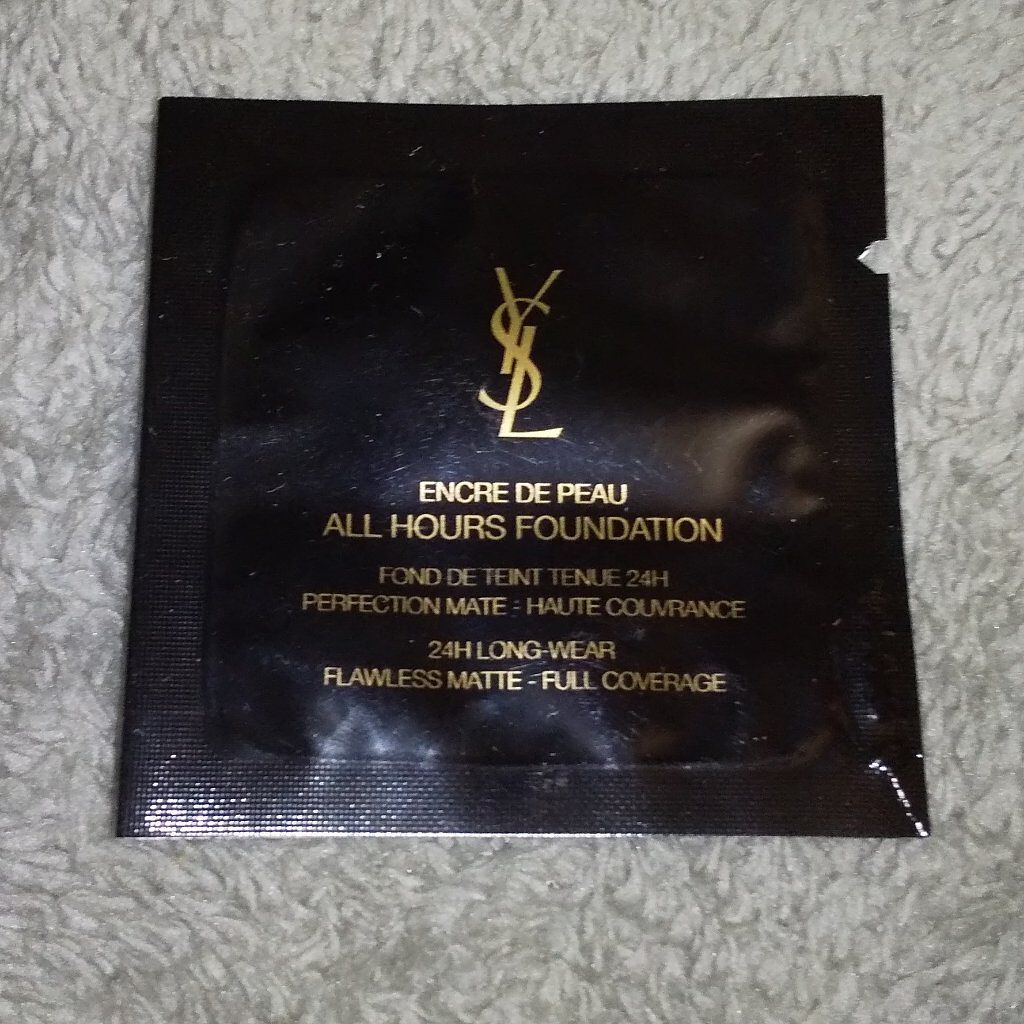 YSL
ENCRE DE PEAU
ALL HOURS FOUNDATION
FOND DE TEINT TENUE 24H
PERFECTION MATE - HAUTE COUVRANCE
24H LONG-WEAR
FLAWLESS MATTE - FULL COVERAGE